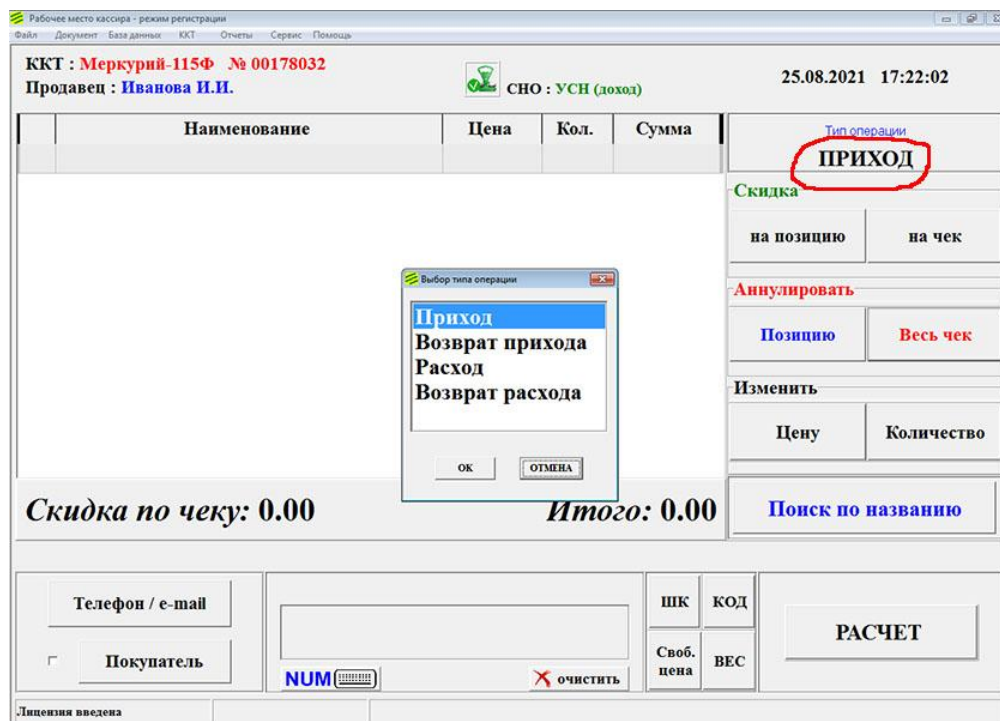 Рабочее место кассира - режим регистрации
Файл Документ База данных ККТ Отчеты Сервис Помощь
ККТ : Меркурий-115Ф № 00178032
Продавец : Иванова И.И.
СНО : УСН (доход)
25.08.2021 17:22:02
Наименование Цена Кол. Сумма
Тип операции
ПРИХОД
Скидка
на позицию на чек
Аннулировать
Позицию Весь чек
Изменить
Цену Количество
Выбор типа операции
Приход
Возврат прихода
Расход
Возврат расхода
ОК ОТМЕНА
Скидка по чеку: 0.00 Итого: 0.00
Поиск по названию
Телефон / e-mail
Покупатель
NUM
очистить
ШК КОД
Своб. цена ВЕС
РАСЧЕТ
Лицензия введена